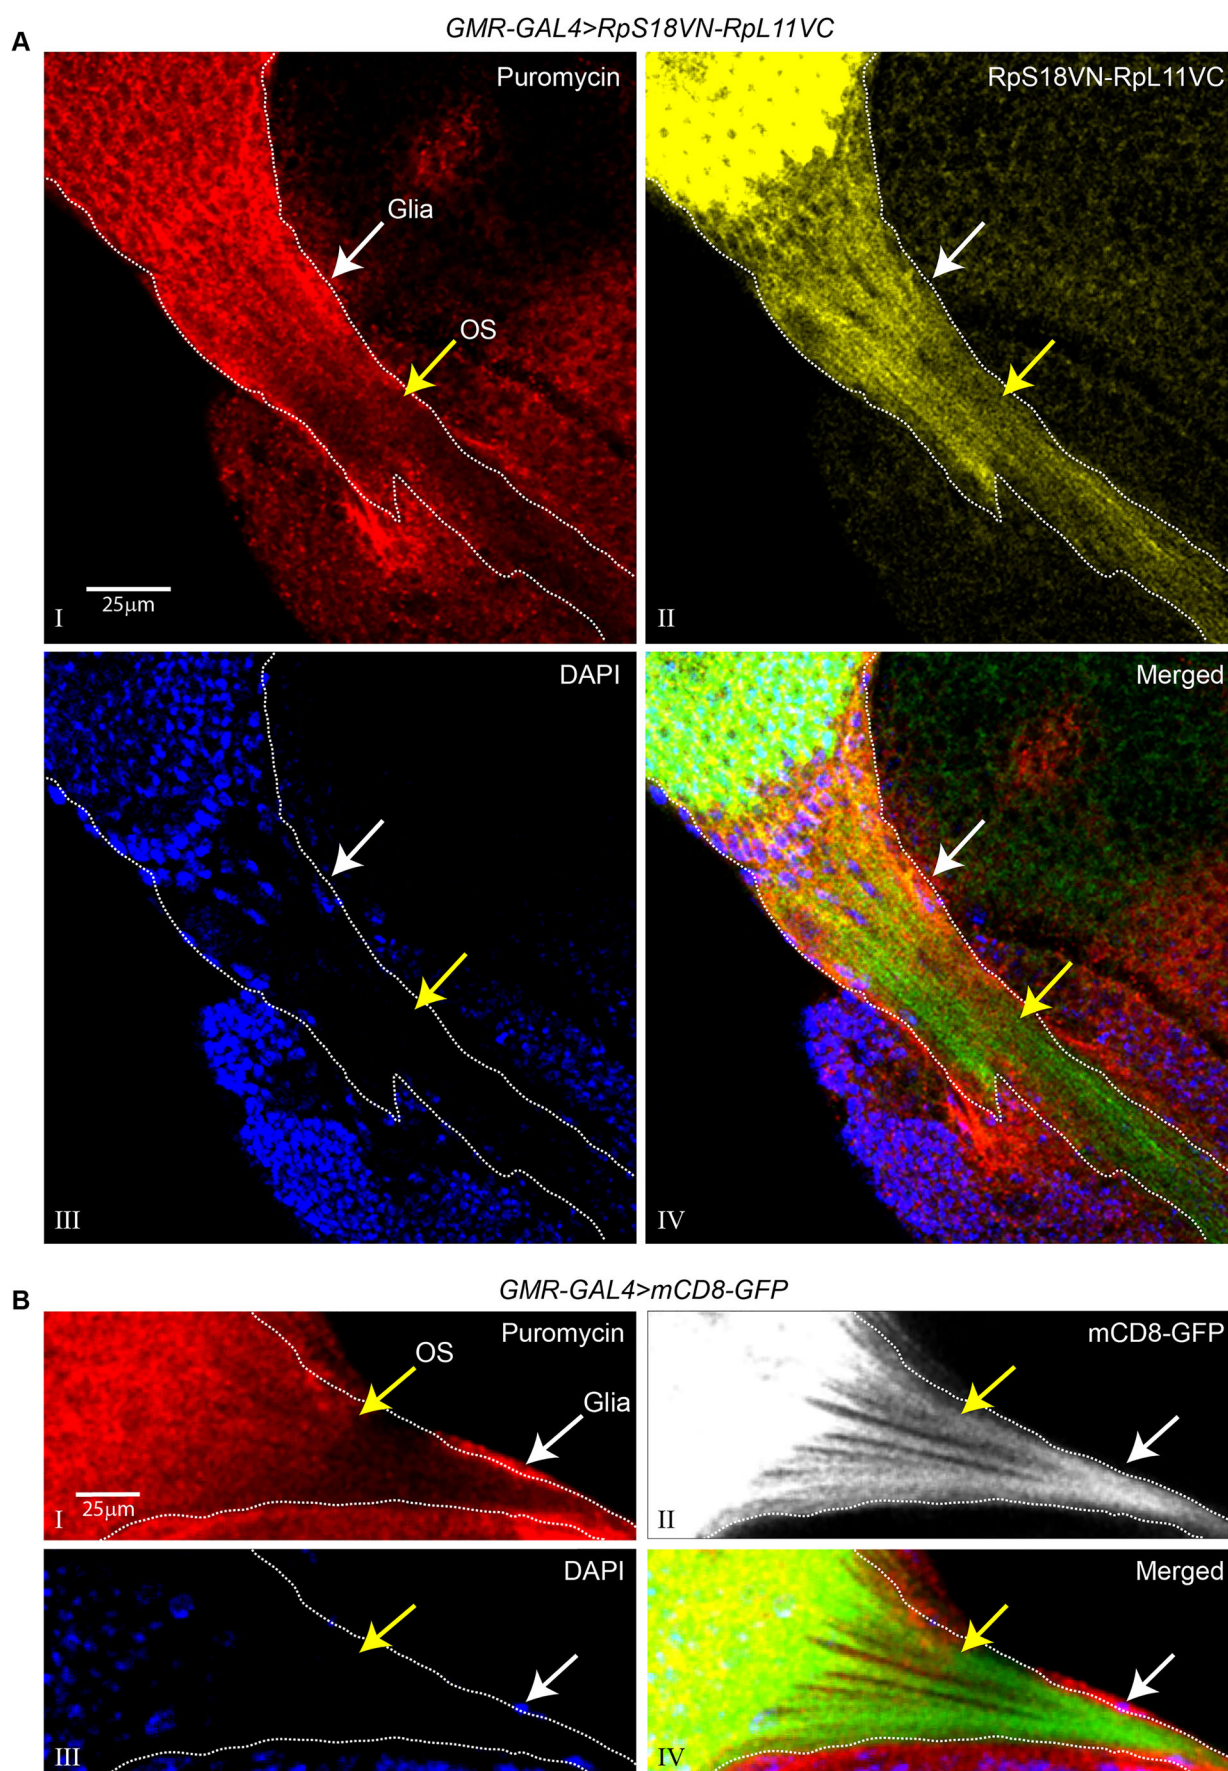 GMR-GAL4>RpS18VN-RpL11VC
A
Puromycin
Glia
OS
25μm
I
RpS18VN-RpL11VC
II
DAPI
III
Merged
IV
GMR-GAL4>mCD8-GFP
B
Puromycin
OS
Glia
25μm
I
mCD8-GFP
II
DAPI
III
Merged
IV